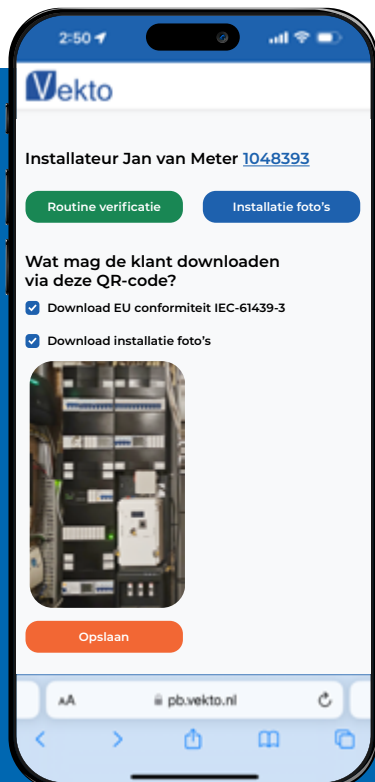 2:50
Vekto
Installateur Jan van Meter 1048393
Routine verificatie
Installatie foto's
Wat mag de klant downloaden
via deze QR-code?
Download EU conformiteit IEC-61439-3
Download installatie foto's
Opslaan
AA
pb.vekto.nl